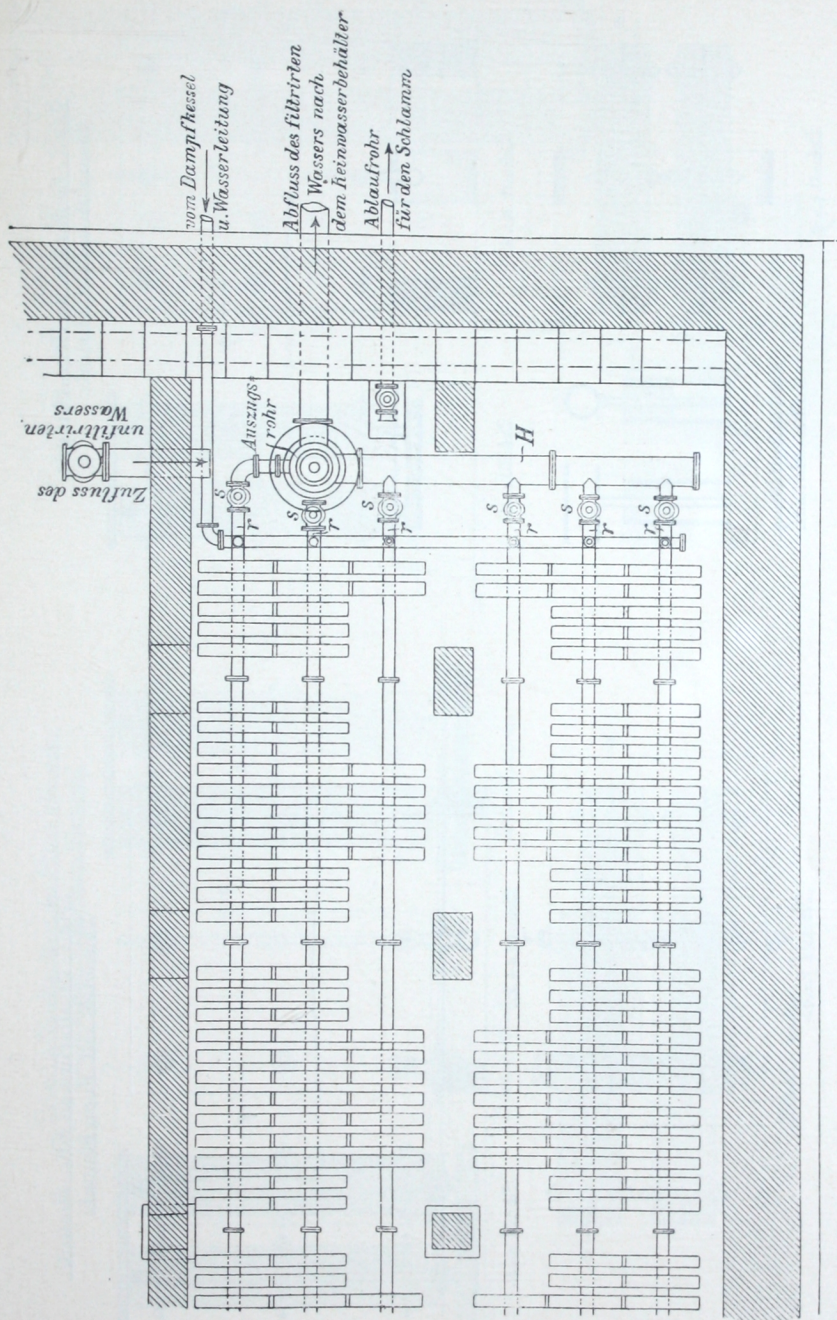 vom Dampfkessel
u. Wasserleitung
Abfluss des filtrirten
Wassers nach
dem Reinwasserbehälter
Ablaufrohr
für den Schlamm
Zufluss des
unfiltrirten
Wassers
Auszugs-
rohr
H
s
r
s
r
s
r
s
r
s
r
s
r